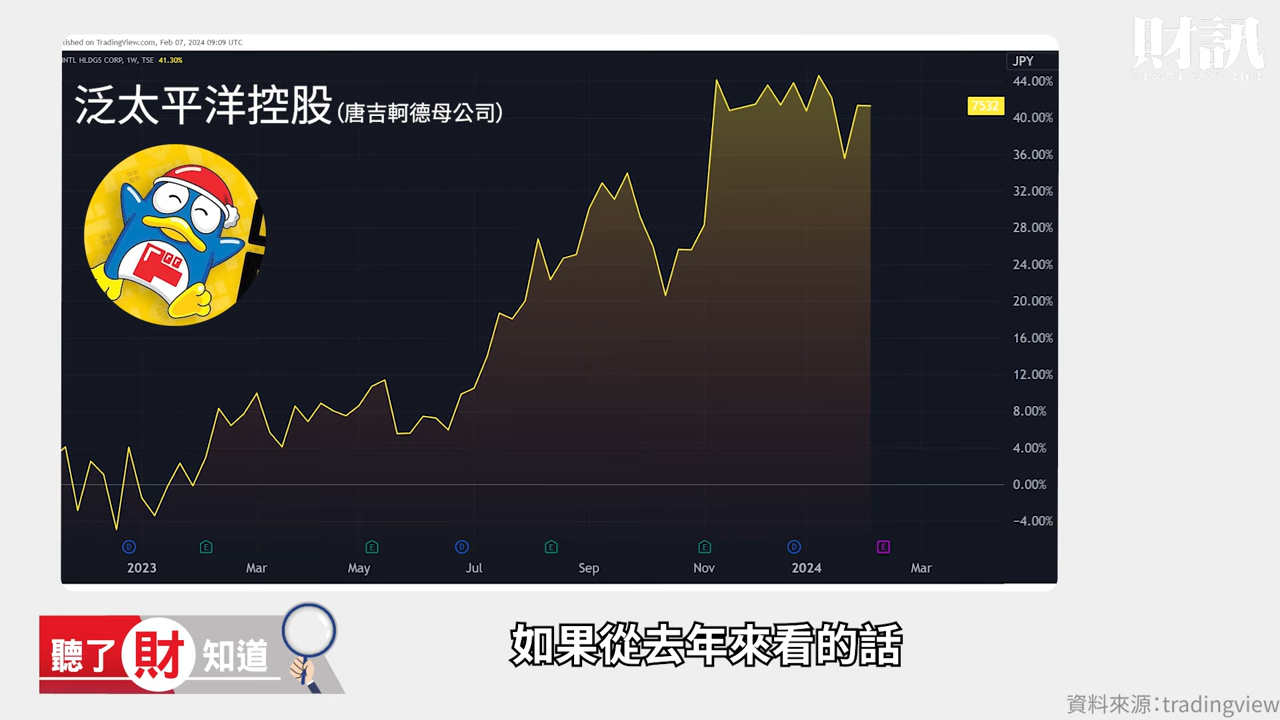 ished on TradingView.com, Feb 07, 2024 09:09 UTC
財訊
INTL HLDGS CORP, 1W, TSE 41.30%
JPY
泛太平洋控股(唐吉軻德母公司)
44.00%
7532
40.00%
36.00%
32.00%
28.00%
24.00%
20.00%
16.00%
12.00%
8.00%
4.00%
0.00%
−4.00%
D E E D E E D E
2023 Mar May Jul Sep Nov 2024 Mar
聽了財知道
如果從去年來看的話
資料來源:tradingview